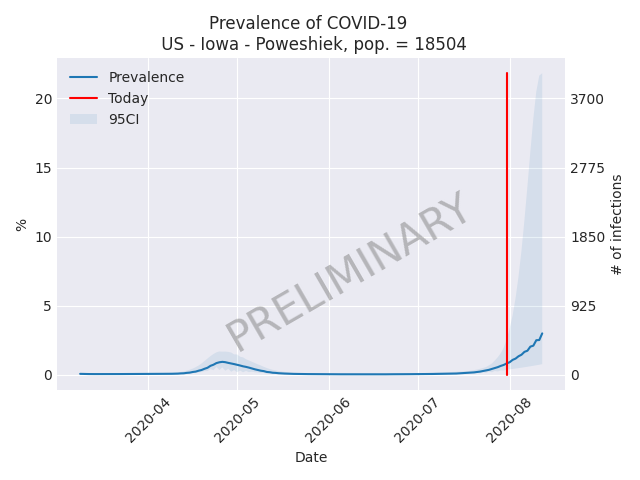 Prevalence of COVID-19
US - Iowa - Poweshiek, pop. = 18504
Prevalence
Today
95CI
20
15
10
5
0
%
3700
2775
1850
925
0
# of infections
PRELIMINARY
2020-04
2020-05
2020-06
2020-07
2020-08
Date